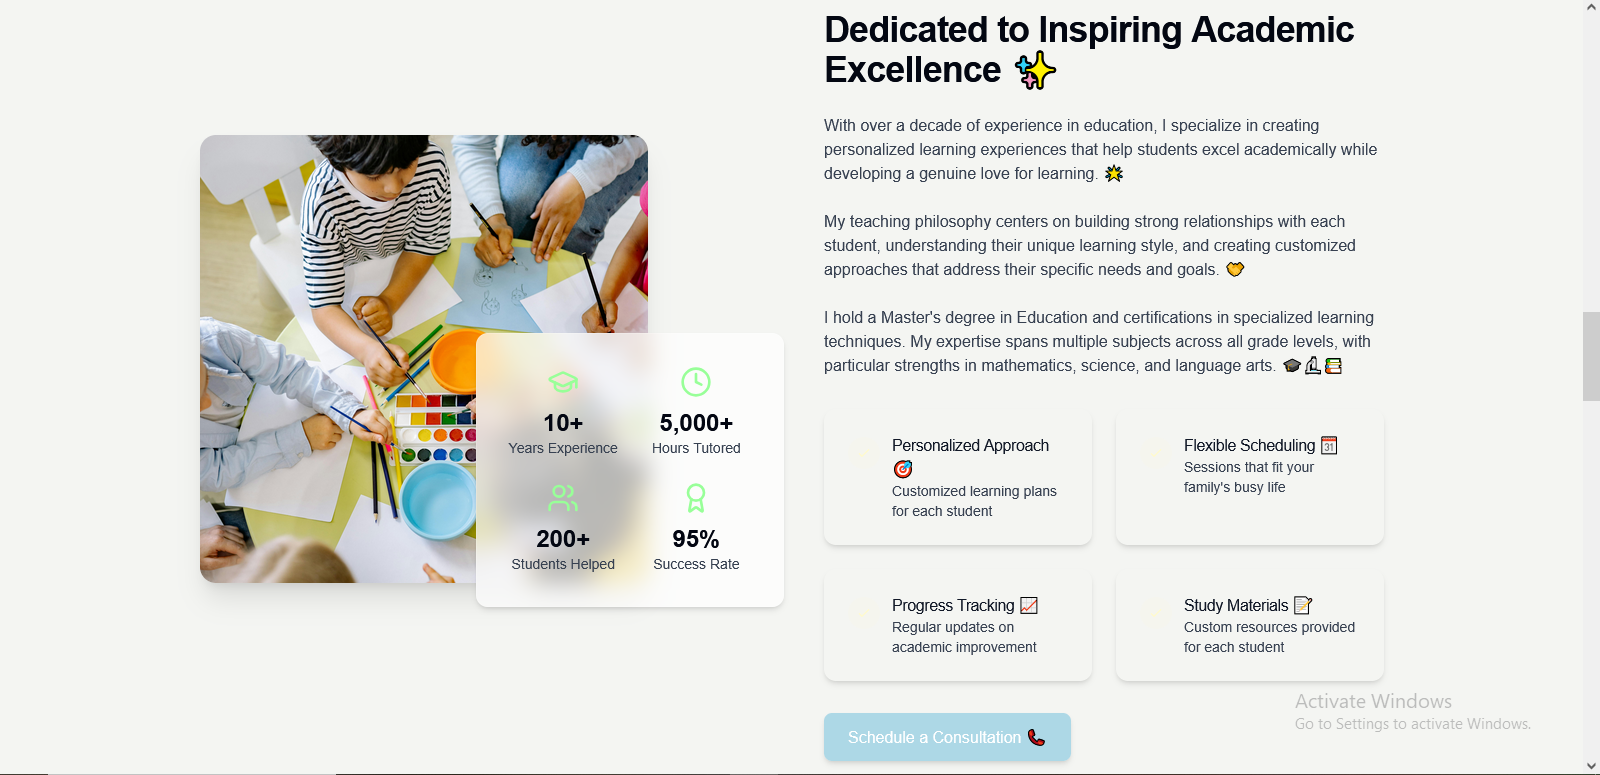 Dedicated to Inspiring Academic
Excellence ✨
With over a decade of experience in education, I specialize in creating
personalized learning experiences that help students excel academically while
developing a genuine love for learning. 🌟
My teaching philosophy centers on building strong relationships with each
student, understanding their unique learning style, and creating customized
approaches that address their specific needs and goals. 🤝
I hold a Master's degree in Education and certifications in specialized learning
techniques. My expertise spans multiple subjects across all grade levels, with
particular strengths in mathematics, science, and language arts. 🎓🔬📚
10+
Years Experience
5,000+
Hours Tutored
200+
Students Helped
95%
Success Rate
Personalized Approach
🎯
Customized learning plans
for each student
Flexible Scheduling 📅
Sessions that fit your
family's busy life
Progress Tracking 📈
Regular updates on
academic improvement
Study Materials 📝
Custom resources provided
for each student
Schedule a Consultation 📞
Activate Windows
Go to Settings to activate Windows.